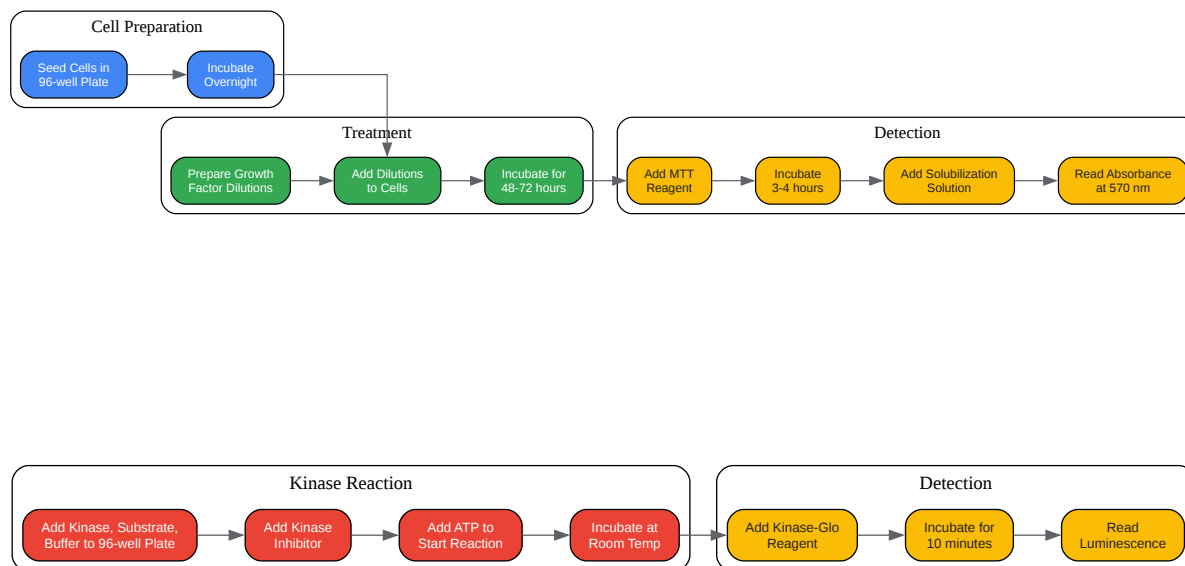 Cell Preparation
Seed Cells in
96-well Plate
Incubate
Overnight
Treatment
Prepare Growth
Factor Dilutions
Add Dilutions
to Cells
Incubate for
48-72 hours
Detection
Add MTT
Reagent
Incubate
3-4 hours
Add Solubilization
Solution
Read Absorbance
at 570 nm
Kinase Reaction
Add Kinase, Substrate,
Buffer to 96-well Plate
Add Kinase
Inhibitor
Add ATP to
Start Reaction
Incubate at
Room Temp
Detection
Add Kinase-Glo
Reagent
Incubate for
10 minutes
Read
Luminescence